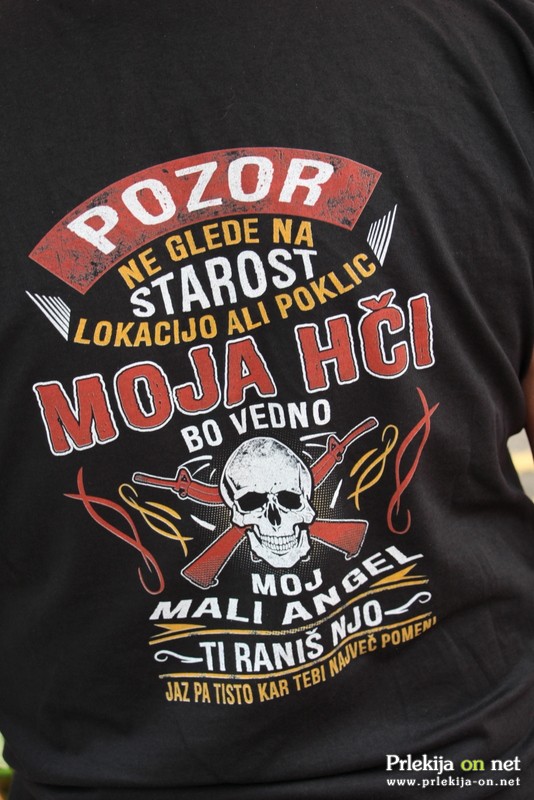 POZOR
NE GLEDE NA
STAROST
LOKACIJO ALI POKLIC
MOJA HČI
BO VEDNO
MOJ
MALI ANGEL
TI RANIŠ NJO
JAZ PA TISTO KAR TEBI NAJVEČ POMENI
Prlekija on net
www.prlekija-on.net